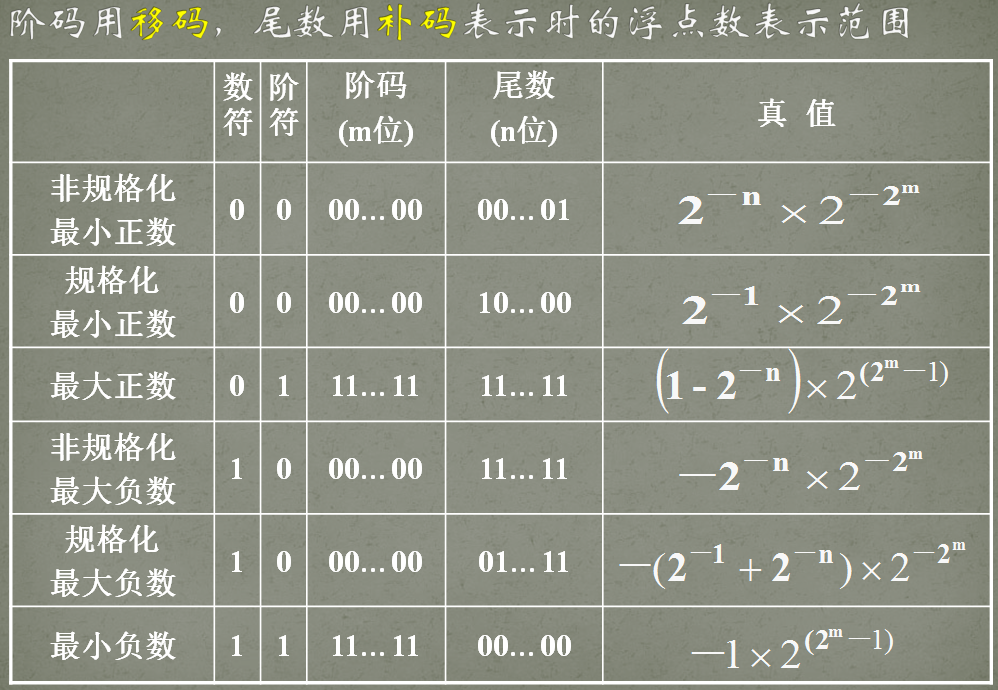 阶码用移码，尾数用补码表示时的浮点数表示范围
数符 阶符 阶码(m位) 尾数(n位) 真 值
非规格化最小正数 0 0 00…00 00…01 2^{—n} × 2^{—2^m}
规格化最小正数 0 0 00…00 10…00 2^{—1} × 2^{—2^m}
最大正数 0 1 11…11 11…11 (1-2^{—n})×2^{(2^m—1)}
非规格化最大负数 1 0 00…00 11…11 —2^{—n} × 2^{—2^m}
规格化最大负数 1 0 00…00 01…11 —(2^{—1} + 2^{—n})×2^{—2^m}
最小负数 1 1 11…11 00…00 —1×2^{(2^m—1)}